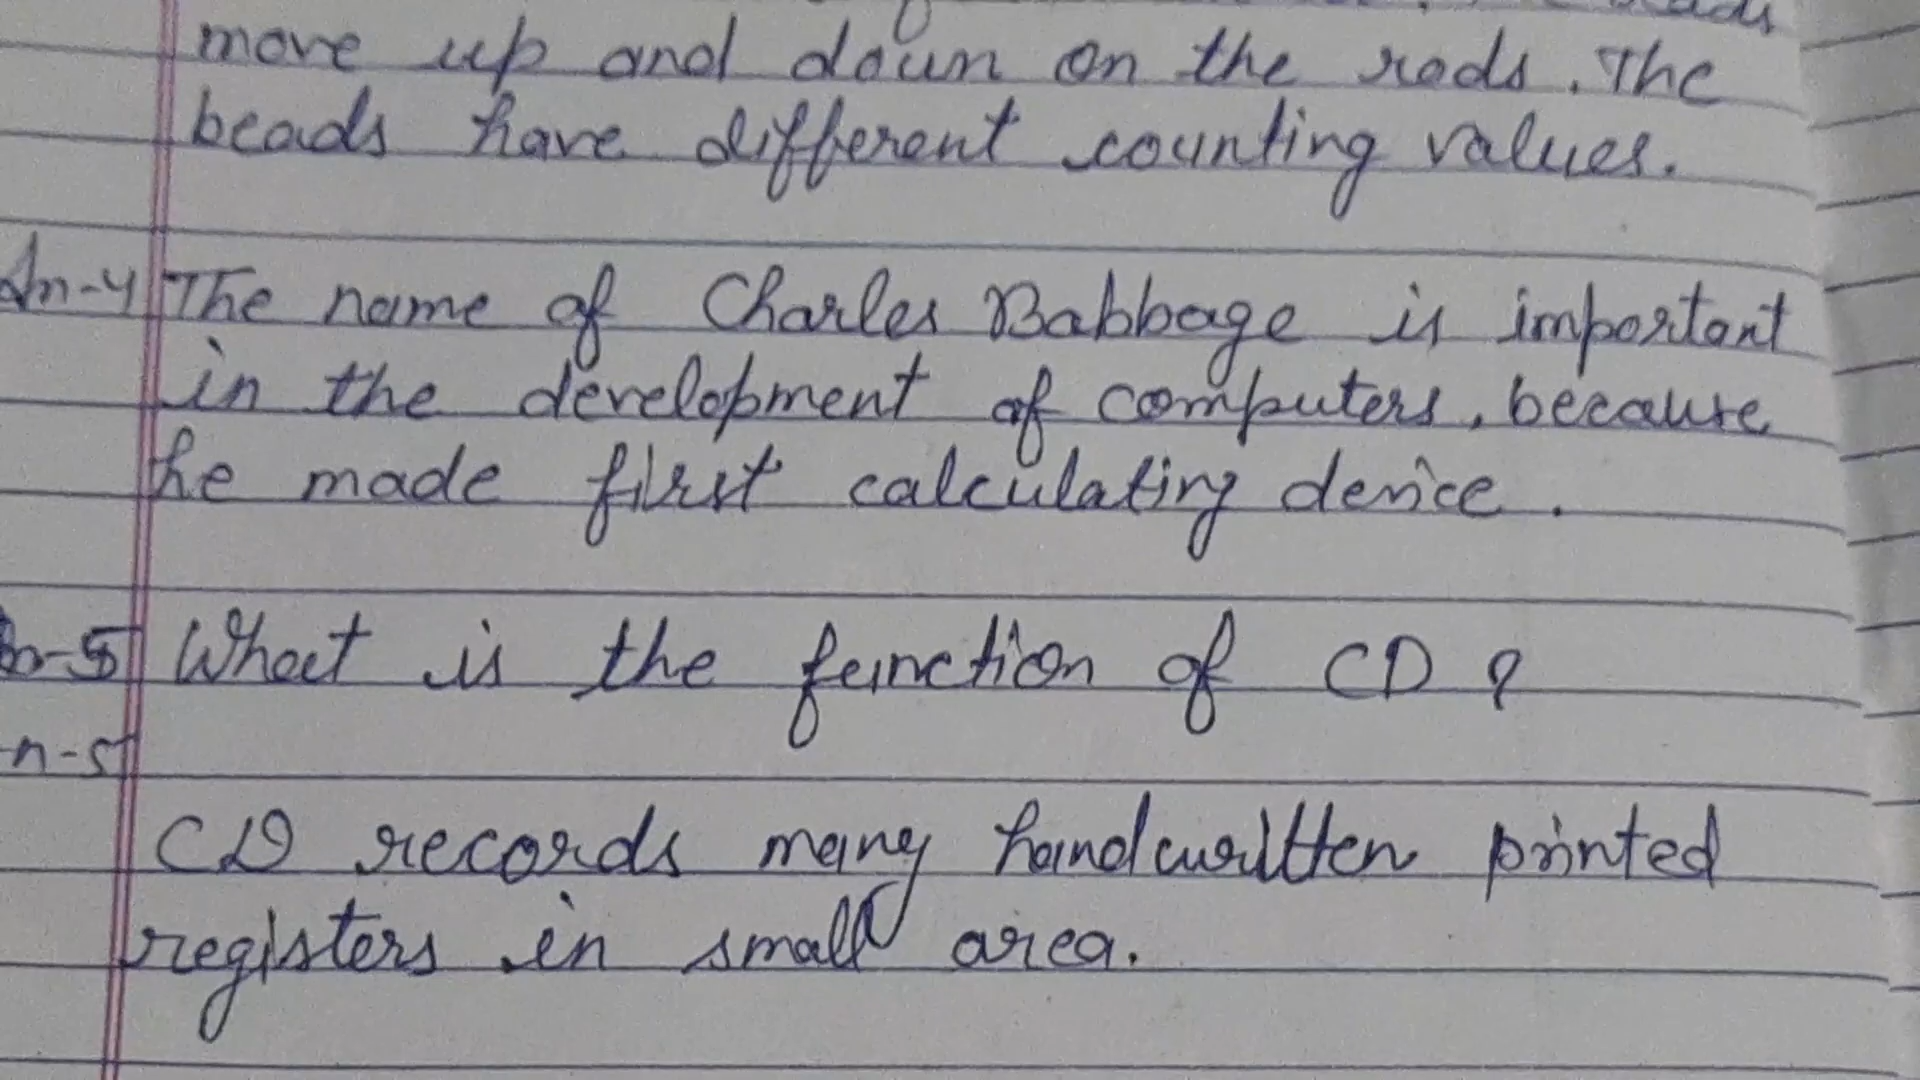 beads
move up and down on the rods. The
beads have different counting values.
An-4 The name of Charles Babbage is important
in the development of computers, because
he made first calculating device.
5 What is the function of CD ?
n-5
CD records many handwritten printed
registers in small area.